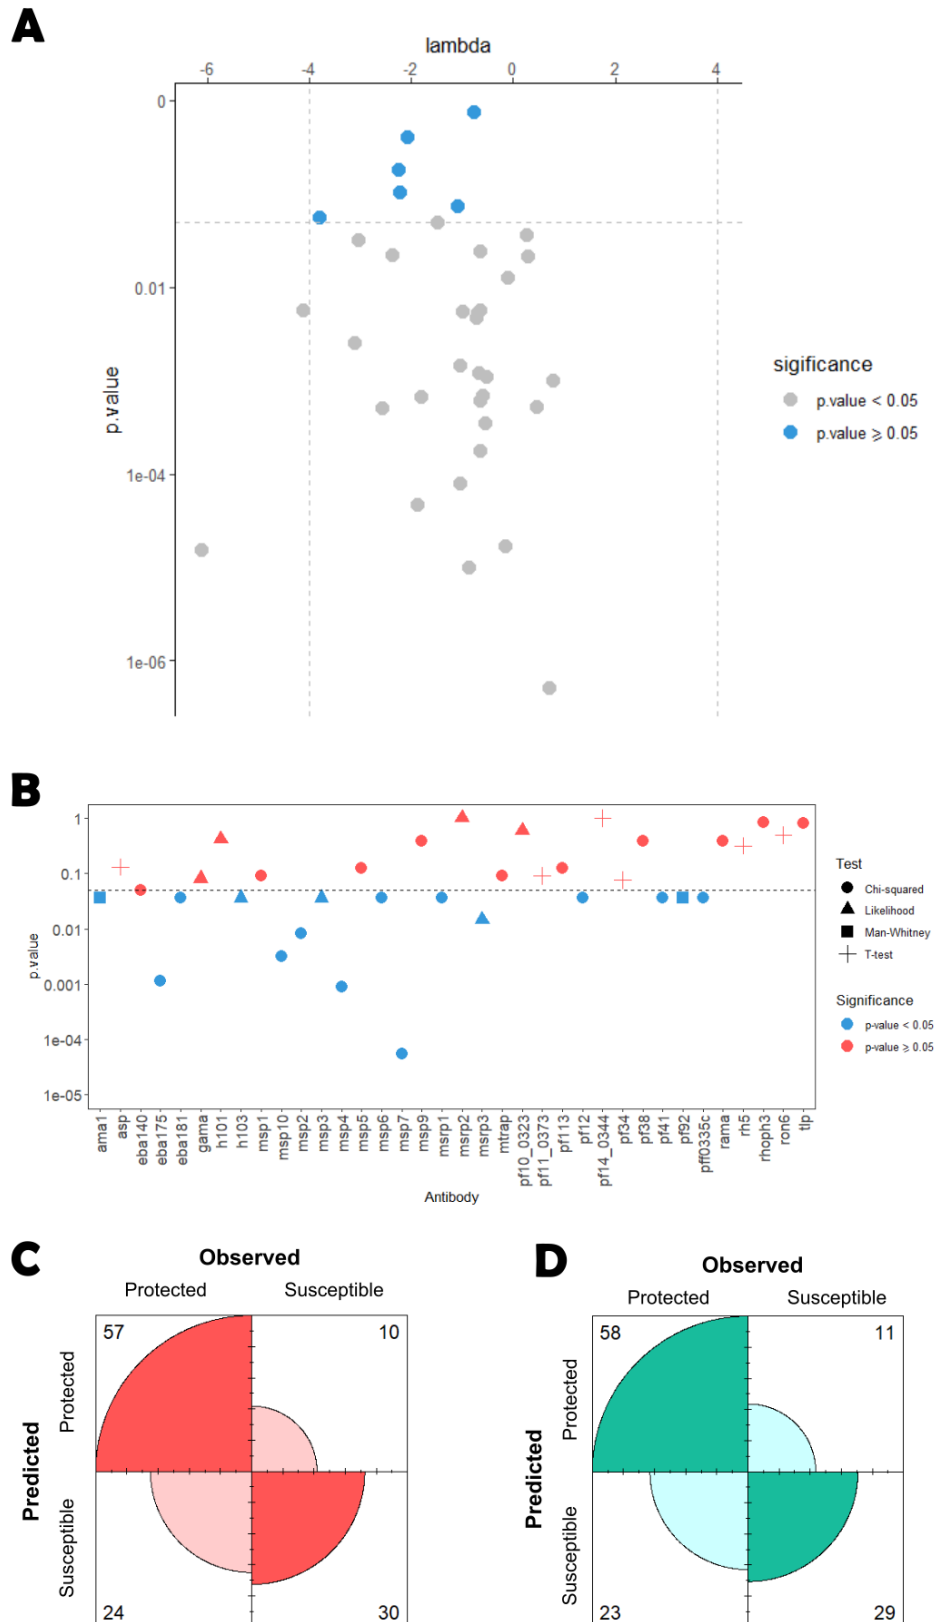 A
lambda
-6 -4 -2 0 2 4
0
0.01
1e-04
1e-06
p.value
sigificance
p.value < 0.05
p.value ⩾ 0.05
B
1
0.1
0.01
0.001
1e-04
1e-05
p.value
Test
Chi-squared
Likelihood
Man-Whitney
T-test
Significance
p-value < 0.05
p-value ⩾ 0.05
ama1
asp
eba140
eba175
eba181
gama
h101
h103
msp1
msp10
msp2
msp3
msp4
msp5
msp6
msp7
msp9
msrp1
msrp2
msrp3
mtrap
pf10_0323
pf11_0373
pf113
pf12
pf14_0344
pf34
pf38
pf41
pf92
pff0335c
rama
rh5
rhoph3
ron6
tlp
Antibody
C
Observed
Protected Susceptible
57 10
Predicted
Protected
Susceptible
24 30
D
Observed
Protected Susceptible
58 11
Predicted
Protected
Susceptible
23 29